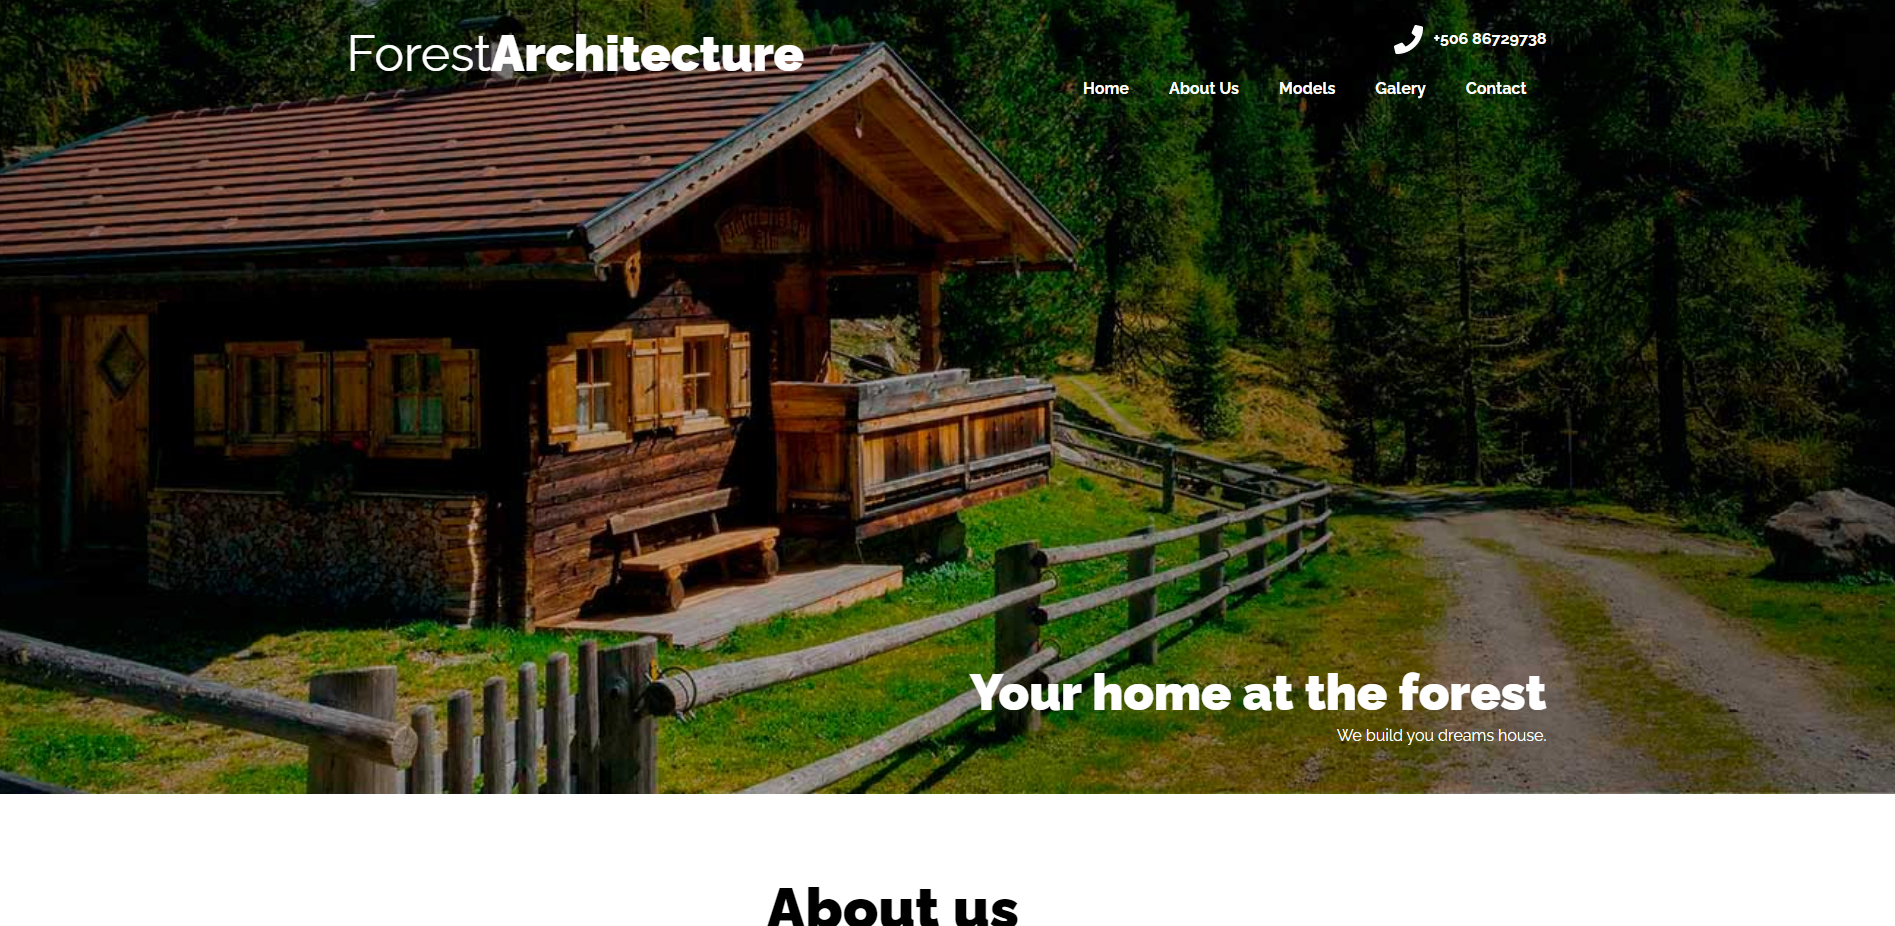 ForestArchitecture
+506 86729738
Home About Us Models Galery Contact
Your home at the forest
We build you dreams house.
About us